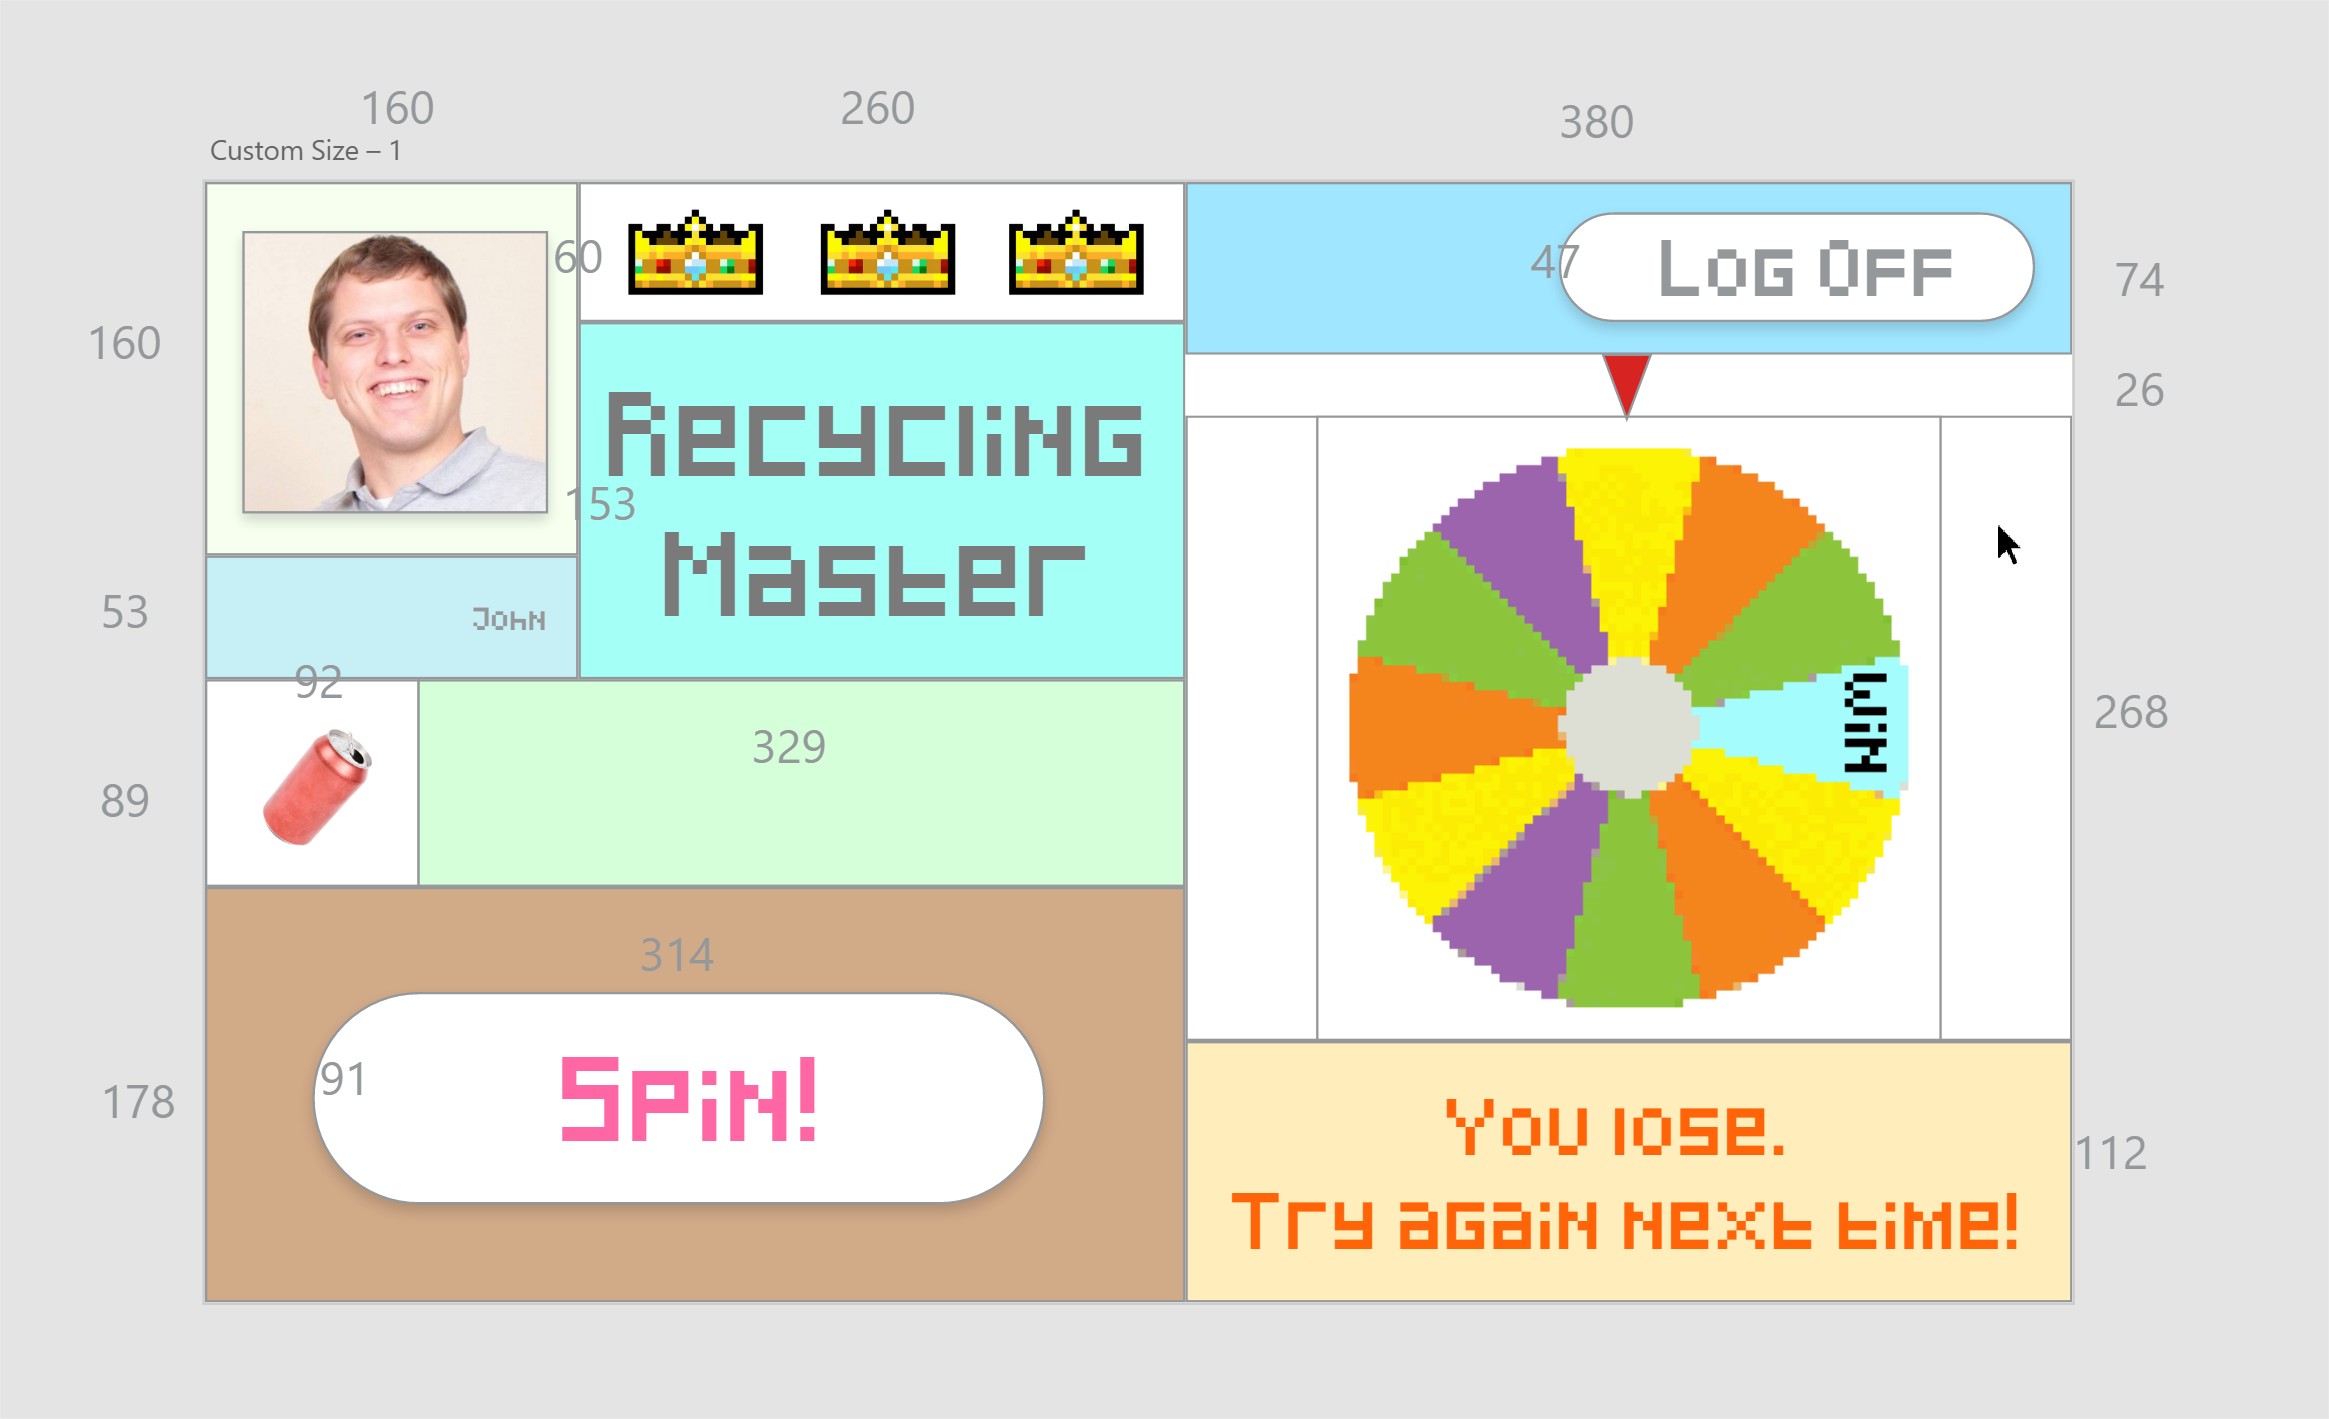 160
260
380
Custom Size – 1
60
47
Log Off
74
160
26
Recycling
153
Master
53
John
92
WiN
268
329
89
314
91
Spin!
178
You lose.
112
Try again next time!